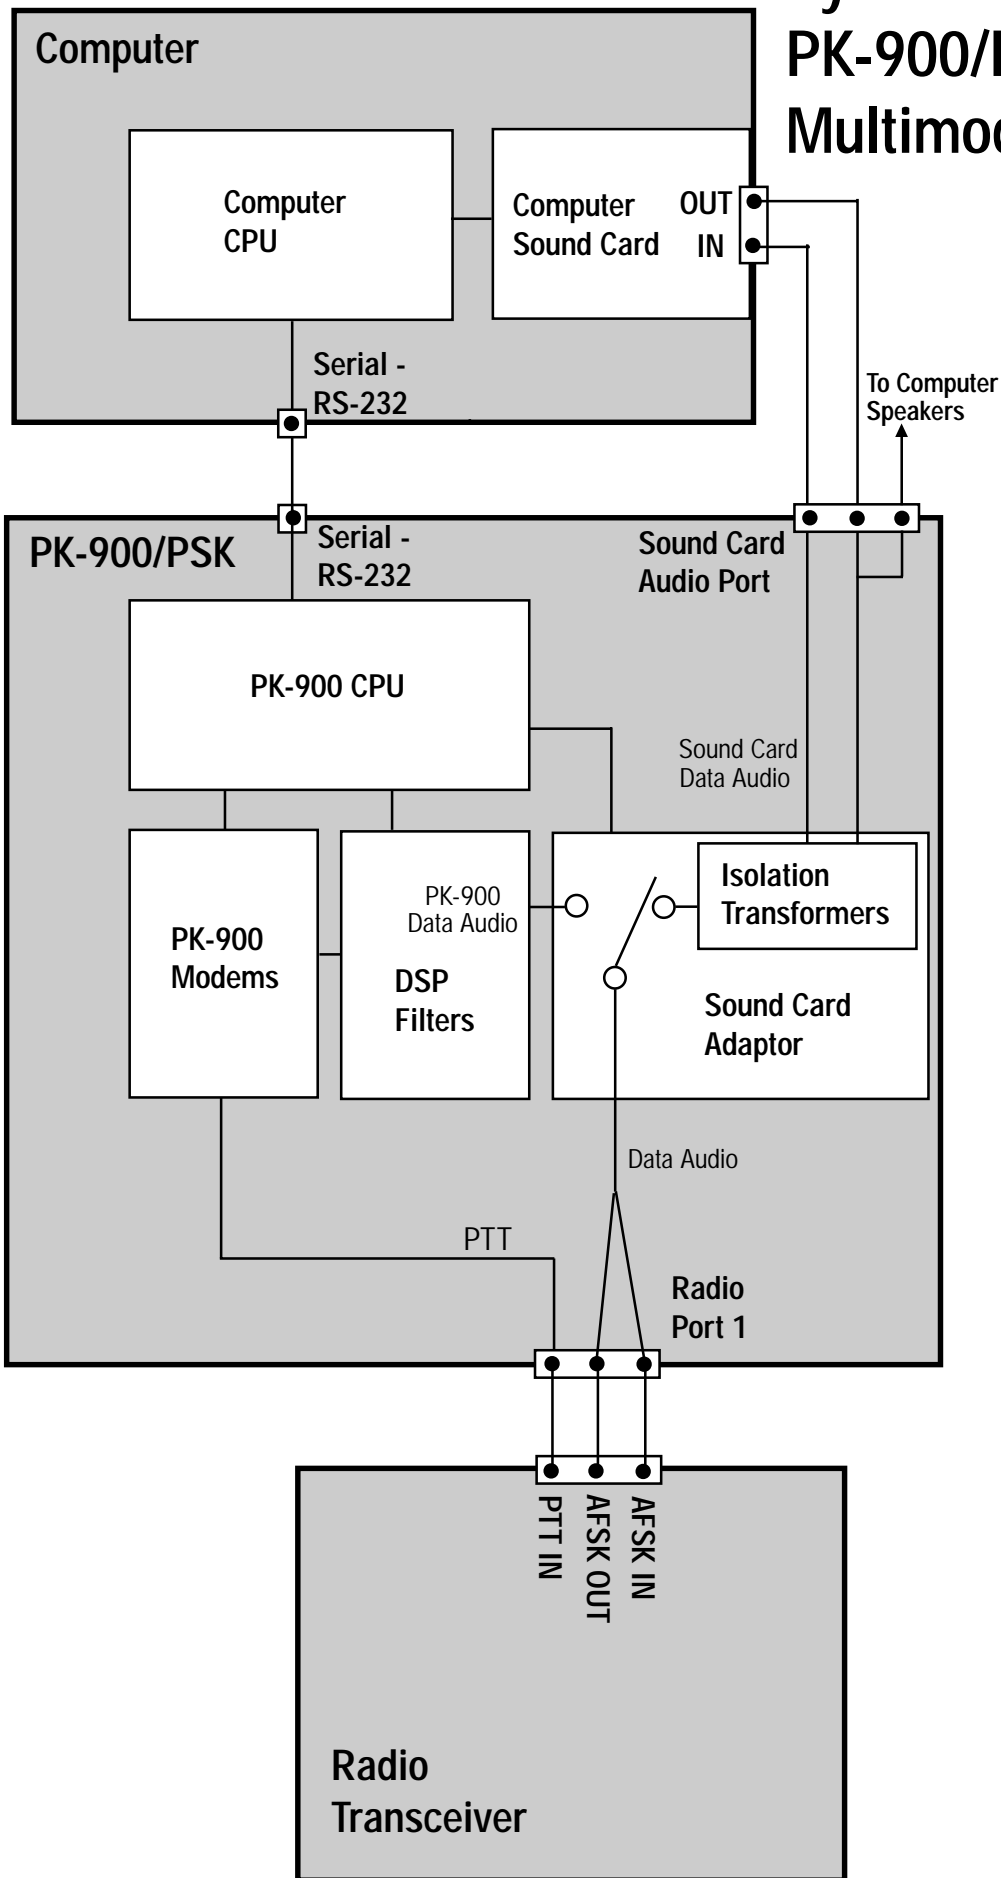 Computer
PK-900/
Computer
CPU
Computer
Sound Card
OUT
IN
Serial -
RS-232
To Computer
Speakers
PK-900/PSK
Serial -
RS-232
Sound Card
Audio Port
PK-900 CPU
Sound Card
Data Audio
PK-900
Modems
PK-900
Data Audio
DSP
Filters
Isolation
Transformers
Sound Card
Adaptor
Data Audio
PTT
Radio
Port 1
PTT IN
AFSK OUT
AFSK IN
Radio
Transceiver